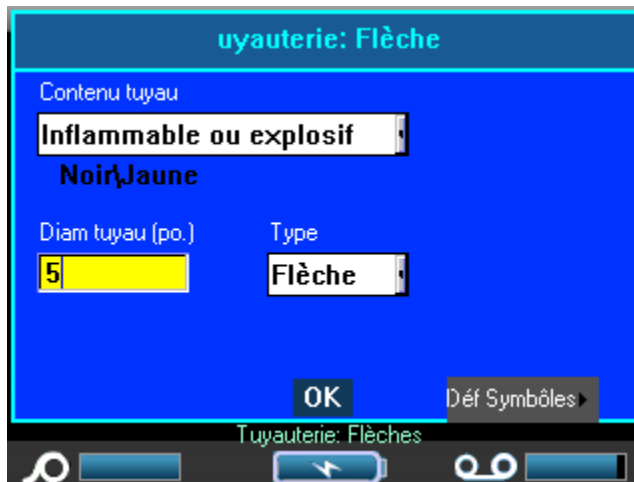 uyauterie: Flèche
Contenu tuyau
Inflammable ou explosif
Noir\Jaune
Diam tuyau (po.) Type
5 Flèche
OK Déf Symbôles
Tuyauterie: Flèches